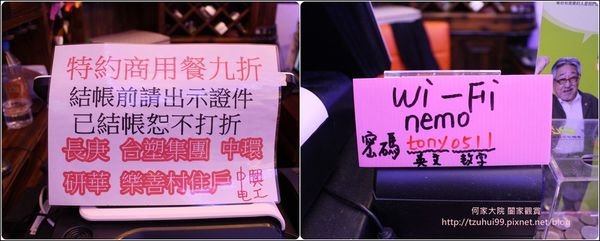 特約商用餐九折
結帳前請出示證件
已結帳恕不打折
長庚 台塑集團 中環
研華 樂善村住戶 中興電工
Wi-Fi
nemo
密碼 tony0511
英文 數字
何家大院 闔家觀賞
http://tzuhui99.pixnet.net/blog